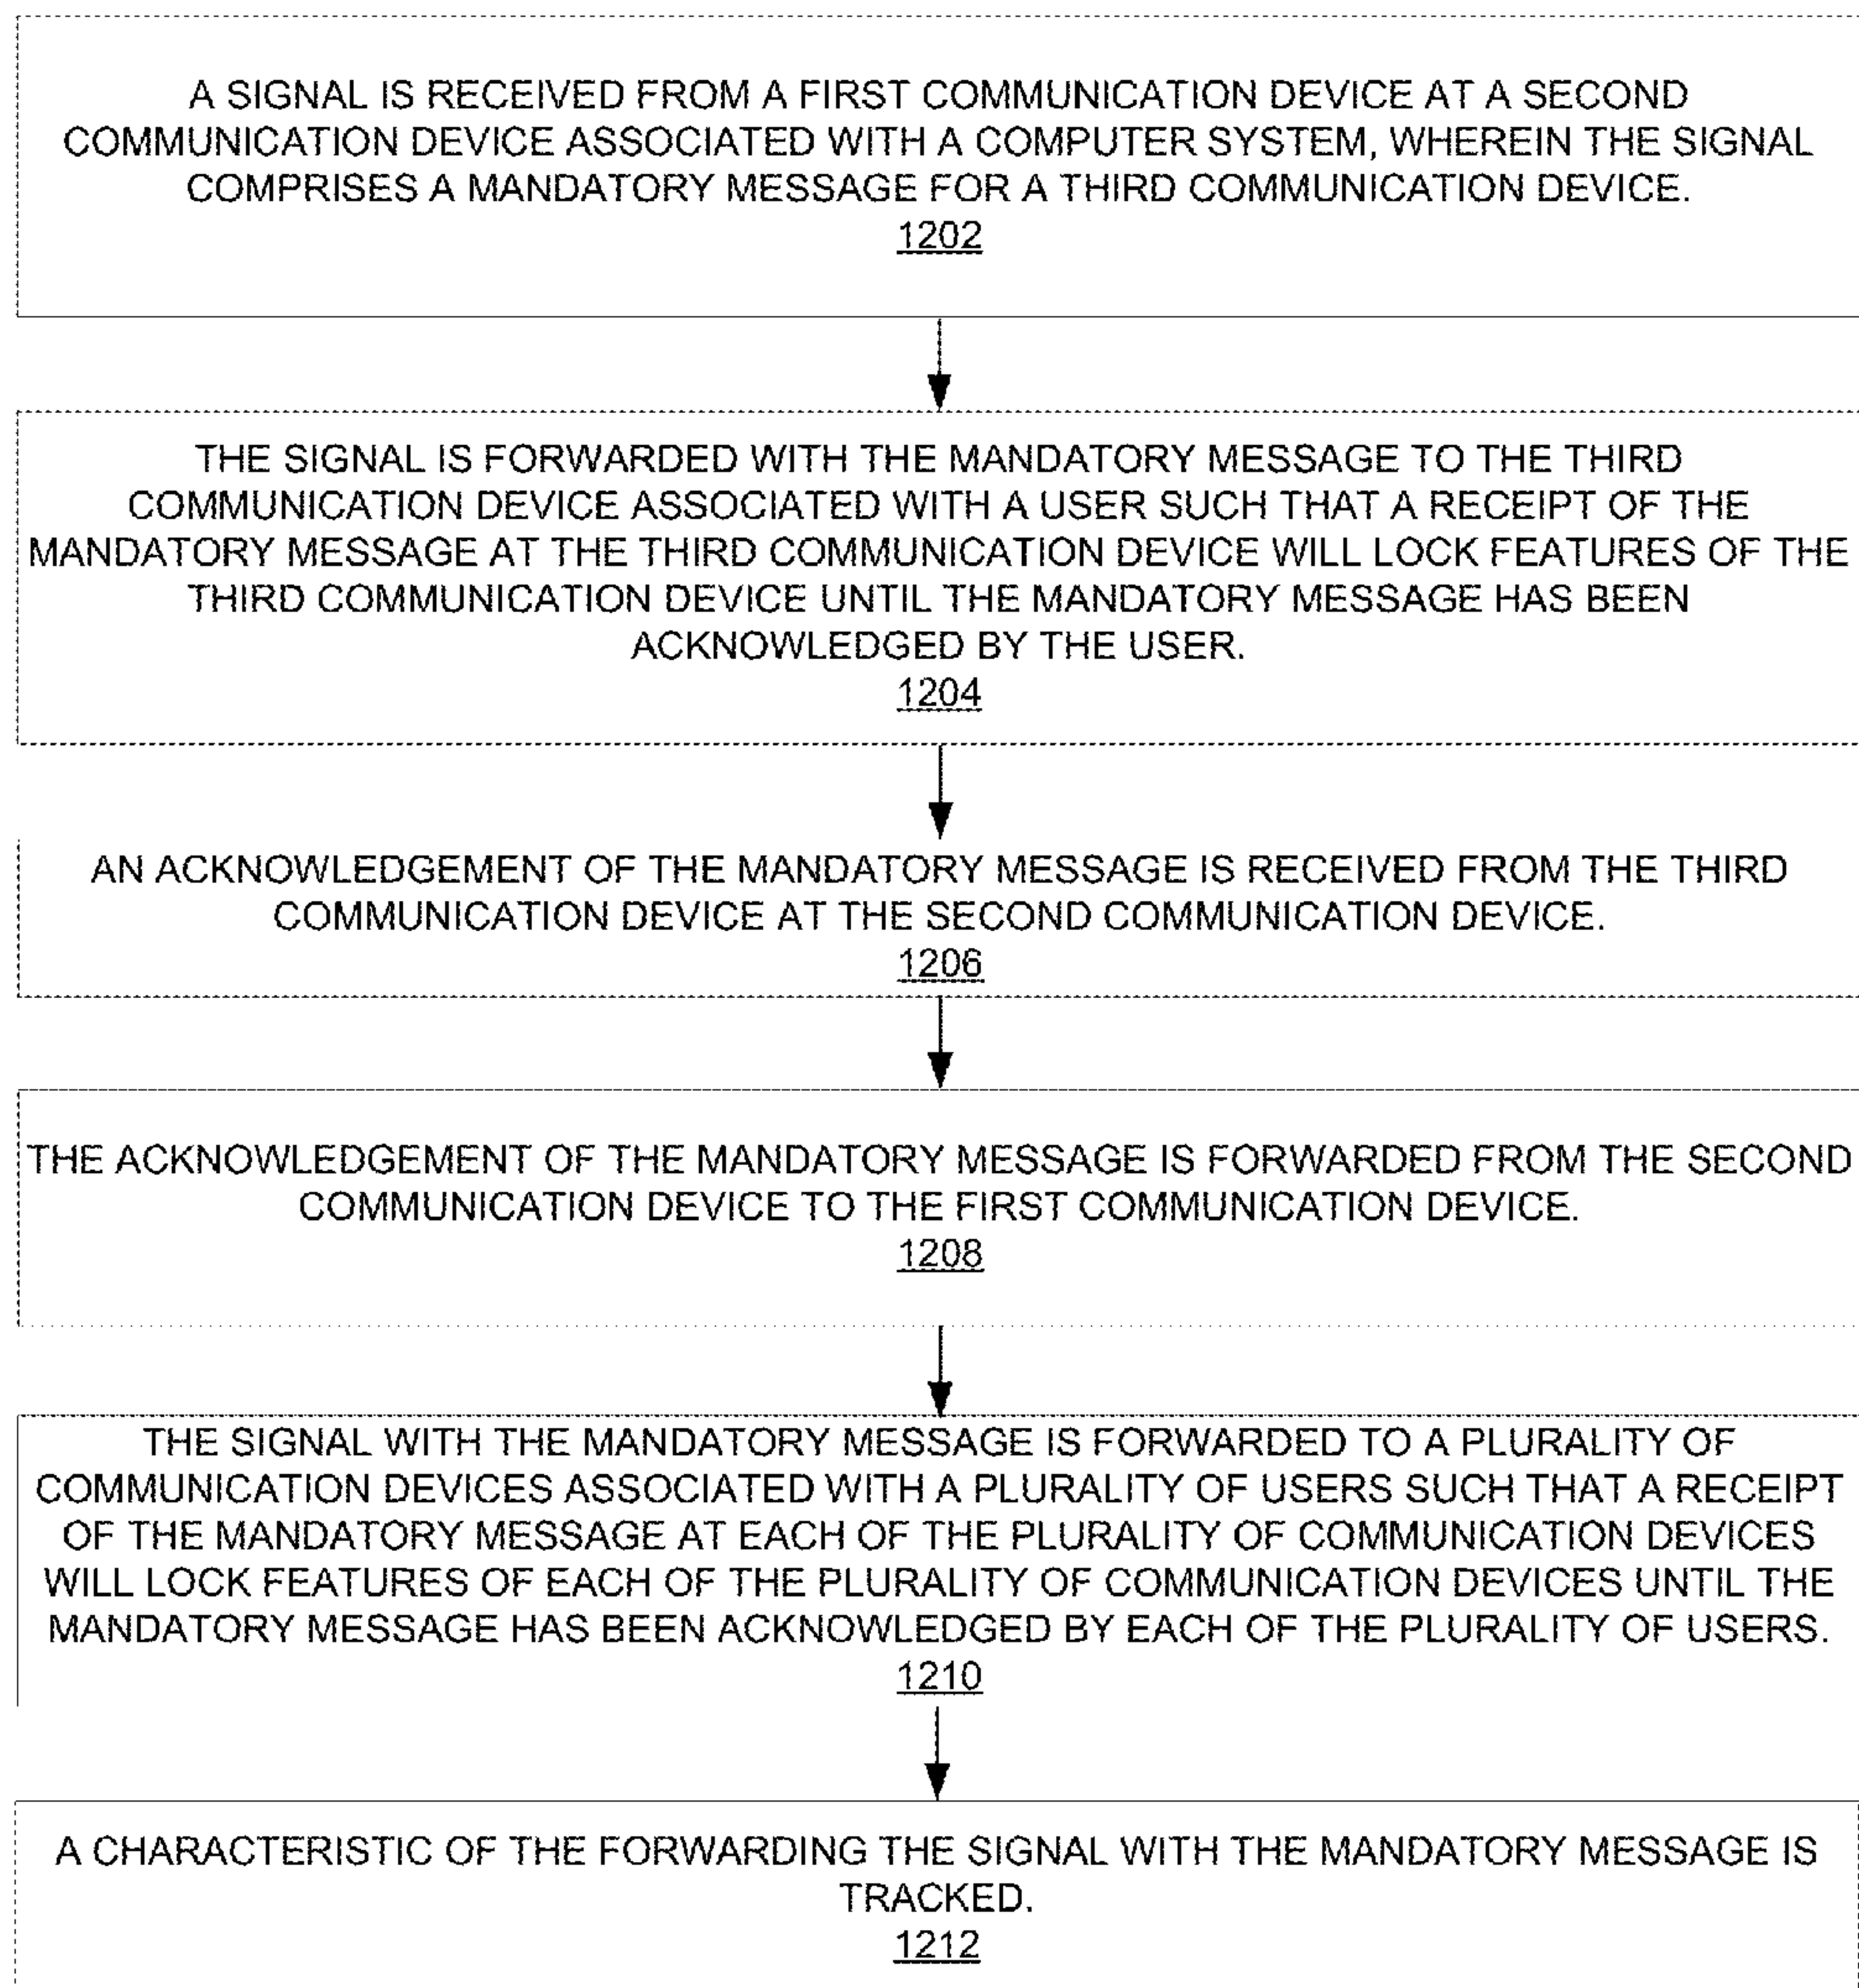 A SIGNAL IS RECEIVED FROM A FIRST COMMUNICATION DEVICE AT A SECOND
COMMUNICATION DEVICE ASSOCIATED WITH A COMPUTER SYSTEM, WHEREIN THE SIGNAL
COMPRISES A MANDATORY MESSAGE FOR A THIRD COMMUNICATION DEVICE.
1202
THE SIGNAL IS FORWARDED WITH THE MANDATORY MESSAGE TO THE THIRD
COMMUNICATION DEVICE ASSOCIATED WITH A USER SUCH THAT A RECEIPT OF THE
MANDATORY MESSAGE AT THE THIRD COMMUNICATION DEVICE WILL LOCK FEATURES OF THE
THIRD COMMUNICATION DEVICE UNTIL THE MANDATORY MESSAGE HAS BEEN
ACKNOWLEDGED BY THE USER.
1204
AN ACKNOWLEDGEMENT OF THE MANDATORY MESSAGE IS RECEIVED FROM THE THIRD
COMMUNICATION DEVICE AT THE SECOND COMMUNICATION DEVICE.
1206
THE ACKNOWLEDGEMENT OF THE MANDATORY MESSAGE IS FORWARDED FROM THE SECOND
COMMUNICATION DEVICE TO THE FIRST COMMUNICATION DEVICE.
1208
THE SIGNAL WITH THE MANDATORY MESSAGE IS FORWARDED TO A PLURALITY OF
COMMUNICATION DEVICES ASSOCIATED WITH A PLURALITY OF USERS SUCH THAT A RECEIPT
OF THE MANDATORY MESSAGE AT EACH OF THE PLURALITY OF COMMUNICATION DEVICES
WILL LOCK FEATURES OF EACH OF THE PLURALITY OF COMMUNICATION DEVICES UNTIL THE
MANDATORY MESSAGE HAS BEEN ACKNOWLEDGED BY EACH OF THE PLURALITY OF USERS.
1210
A CHARACTERISTIC OF THE FORWARDING THE SIGNAL WITH THE MANDATORY MESSAGE IS
TRACKED.
1212